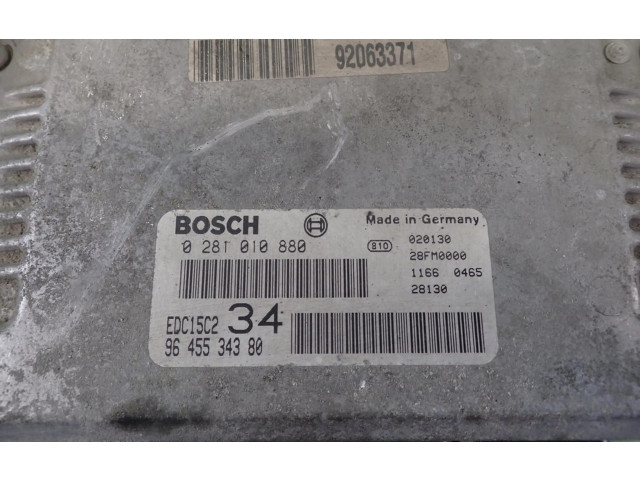 92063371
BOSCH Made in Germany
0 281 010 880 810 020130
28FM0000
1166 0465
28130
EDC15C2 34
96 455 343 80